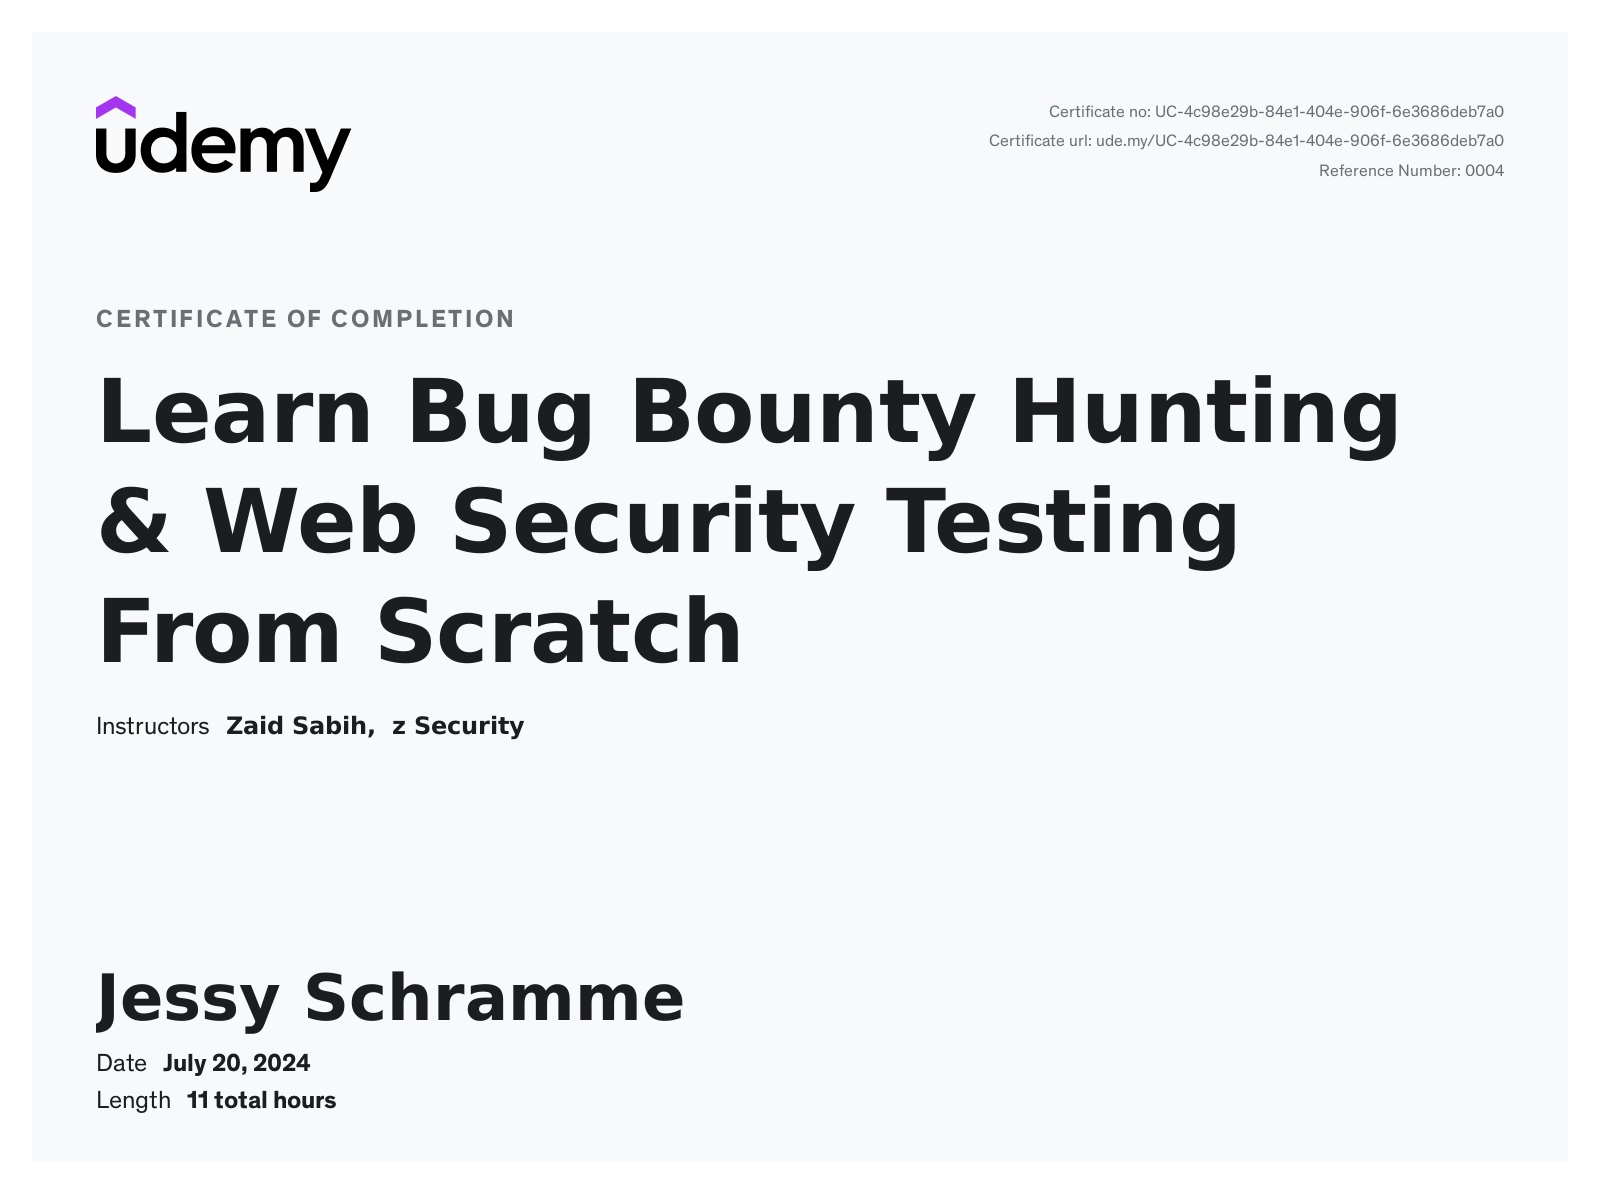 udemy
Certificate no: UC-4c98e29b-84e1-404e-906f-6e3686deb7a0
Certificate url: ude.my/UC-4c98e29b-84e1-404e-906f-6e3686deb7a0
Reference Number: 0004
CERTIFICATE OF COMPLETION
Learn Bug Bounty Hunting
& Web Security Testing
From Scratch
Instructors Zaid Sabih, z Security
Jessy Schramme
Date July 20, 2024
Length 11 total hours